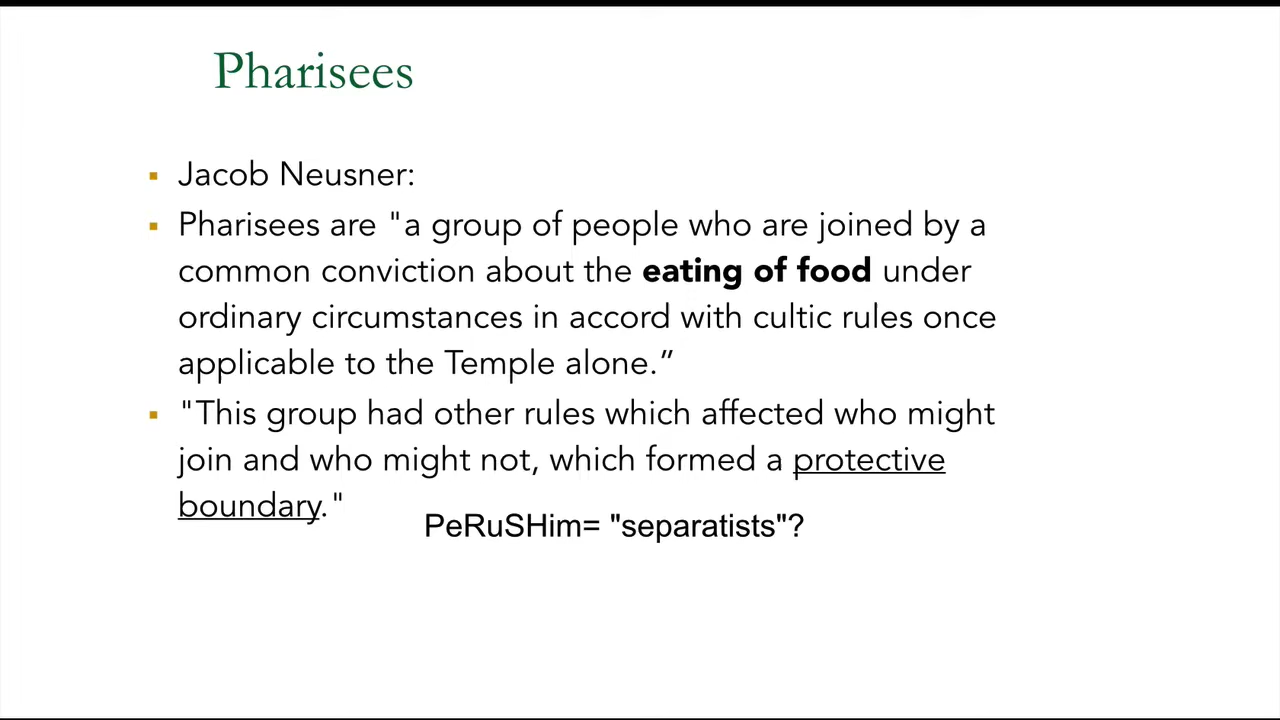 Pharisees
Jacob Neusner:
Pharisees are "a group of people who are joined by a
common conviction about the eating of food under
ordinary circumstances in accord with cultic rules once
applicable to the Temple alone.”
"This group had other rules which affected who might
join and who might not, which formed a protective
boundary."
PeRuSHim= "separatists"?